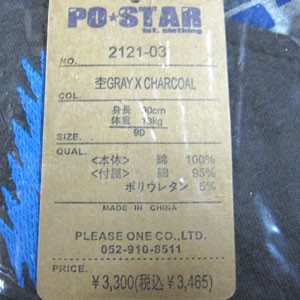 PO★STAR
NO. 2121-03
杢GRAY X CHARCOAL
COL.
身長 90cm
体重 13kg
SIZE. 90
QUAL.
<本体> 綿 100%
<付属> 綿 95%
ポリウレタン 5%
MADE IN CHINA
PLEASE ONE CO.,LTD.
052-910-8511
PRICE.
¥3,300(税込¥3,465)